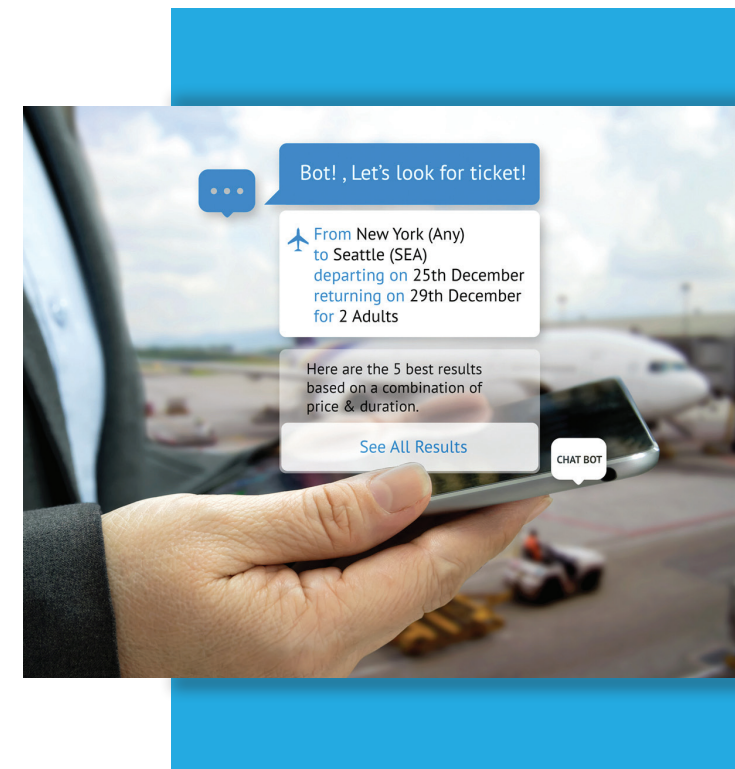 Bot! , Let's look for ticket!
From New York (Any)
to Seattle (SEA)
departing on 25th December
returning on 29th December
for 2 Adults
Here are the 5 best results
based on a combination of
price & duration.
See All Results
CHAT BOT